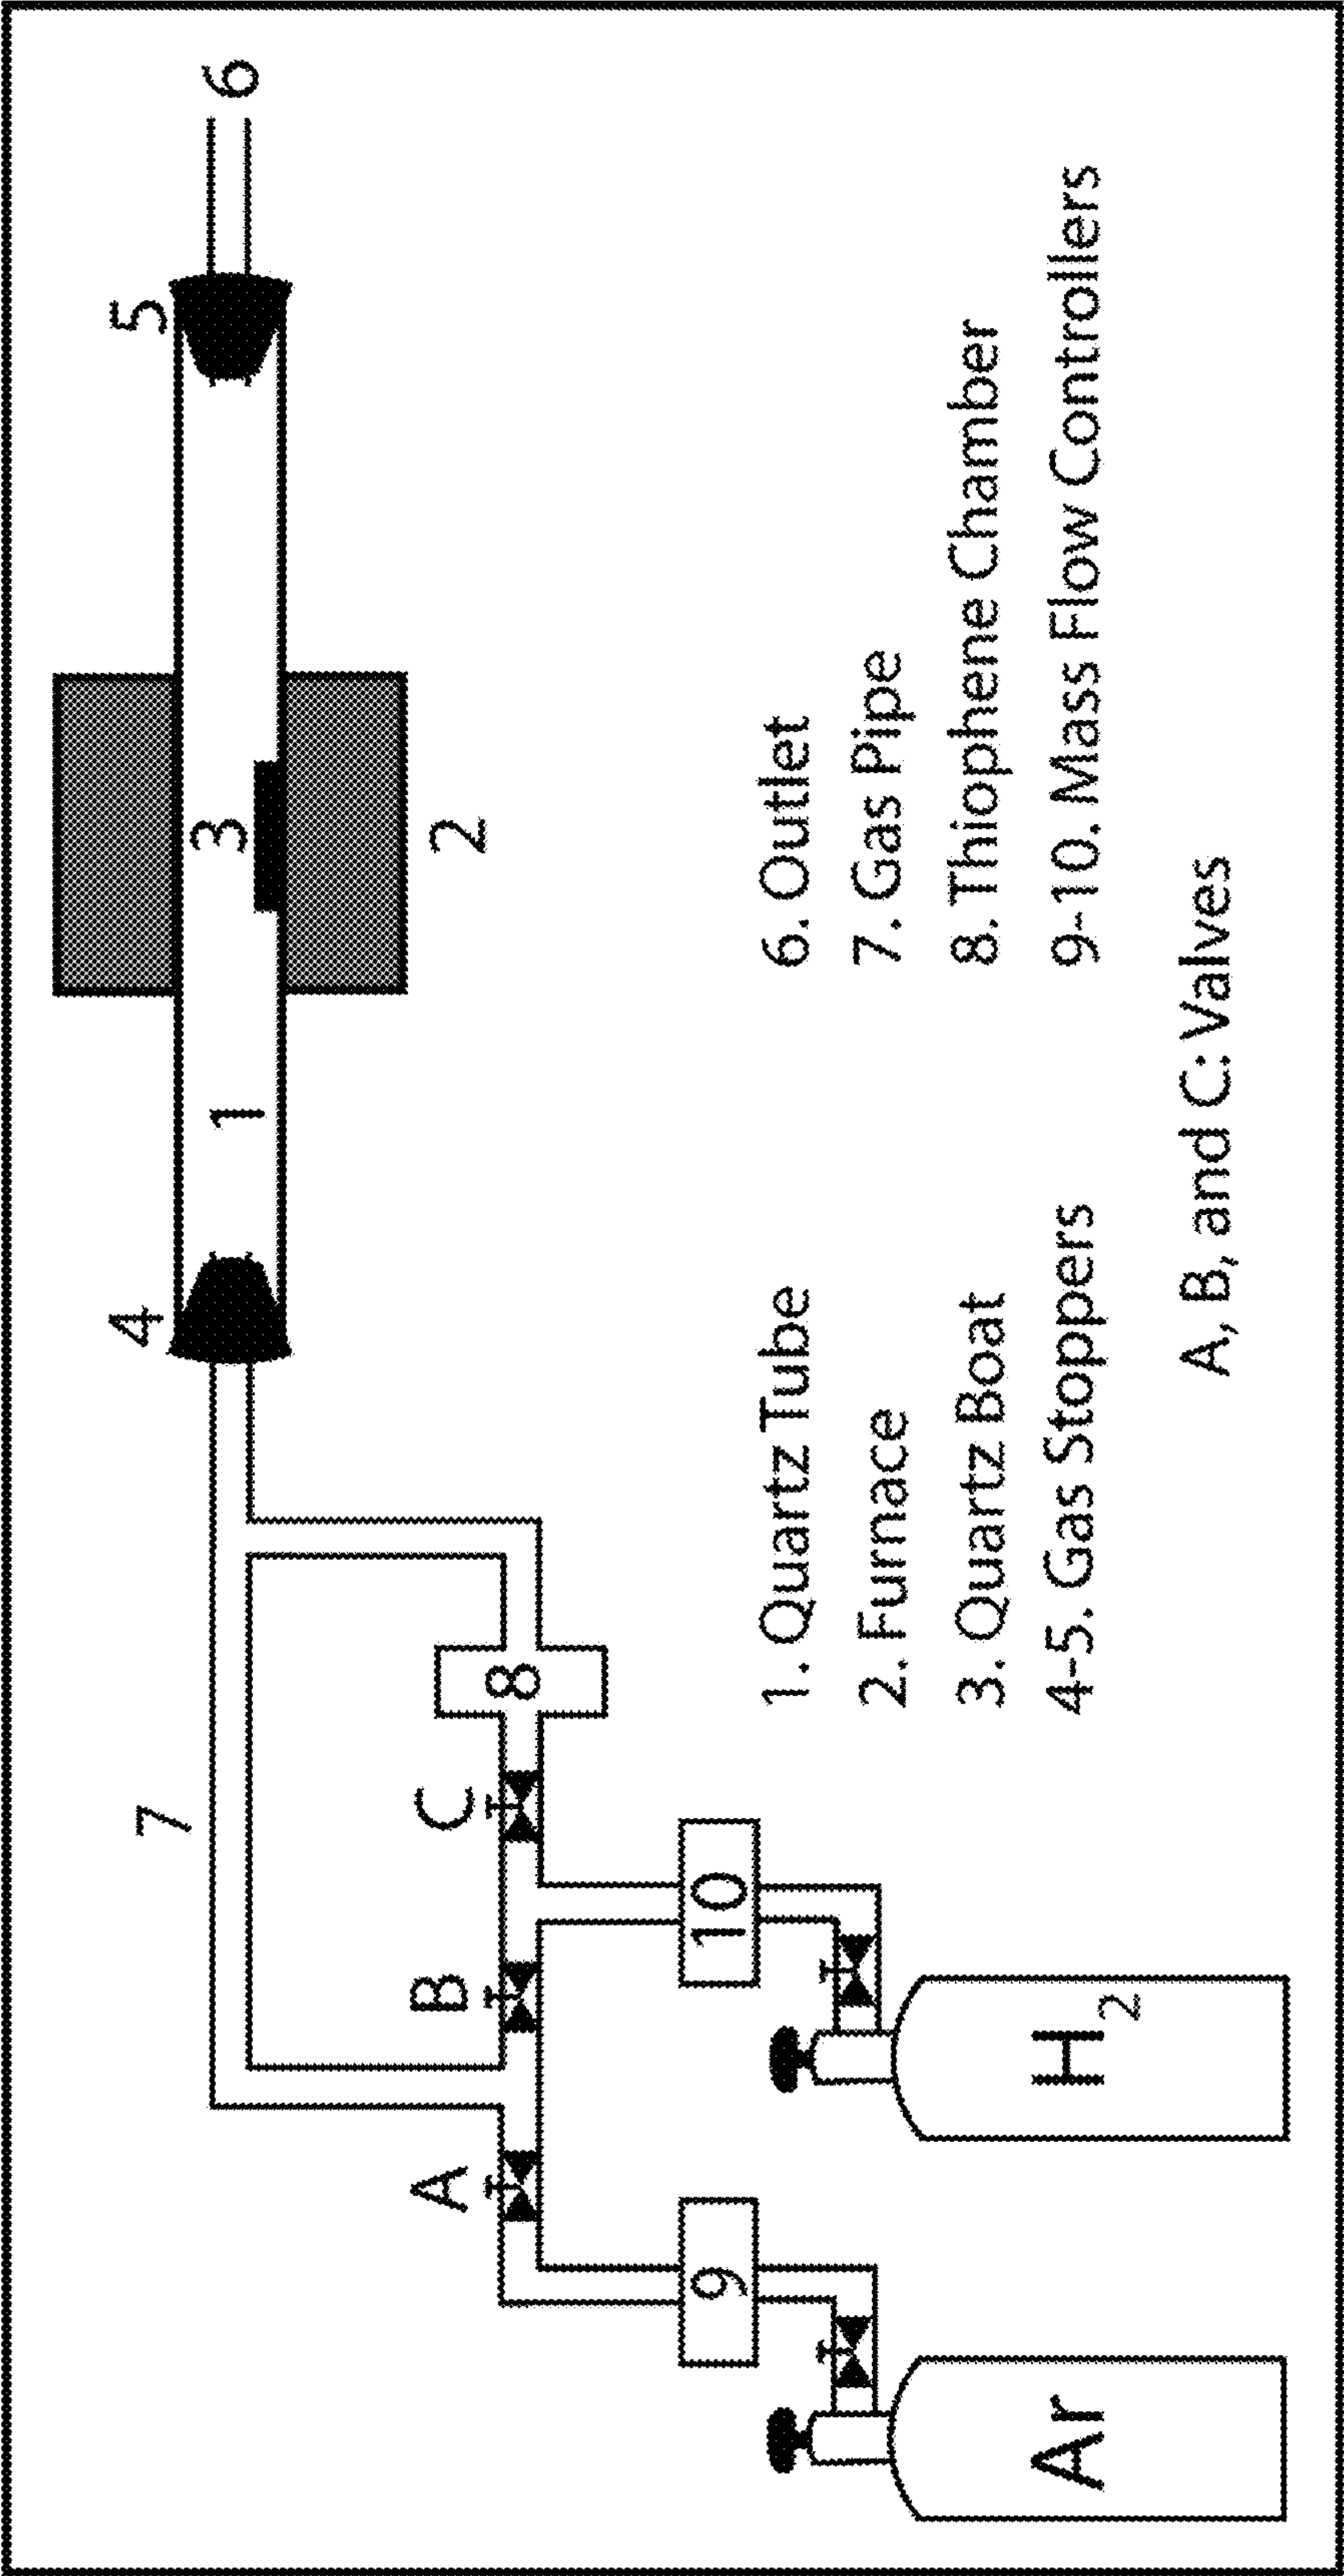 4
5
6
7
1
3
2
A
B
C
8
9
10
Ar
H2
1. Quartz Tube
2. Furnace
3. Quartz Boat
4-5. Gas Stoppers
6. Outlet
7. Gas Pipe
8. Thiophene Chamber
9-10. Mass Flow Controllers
A, B, and C: Valves